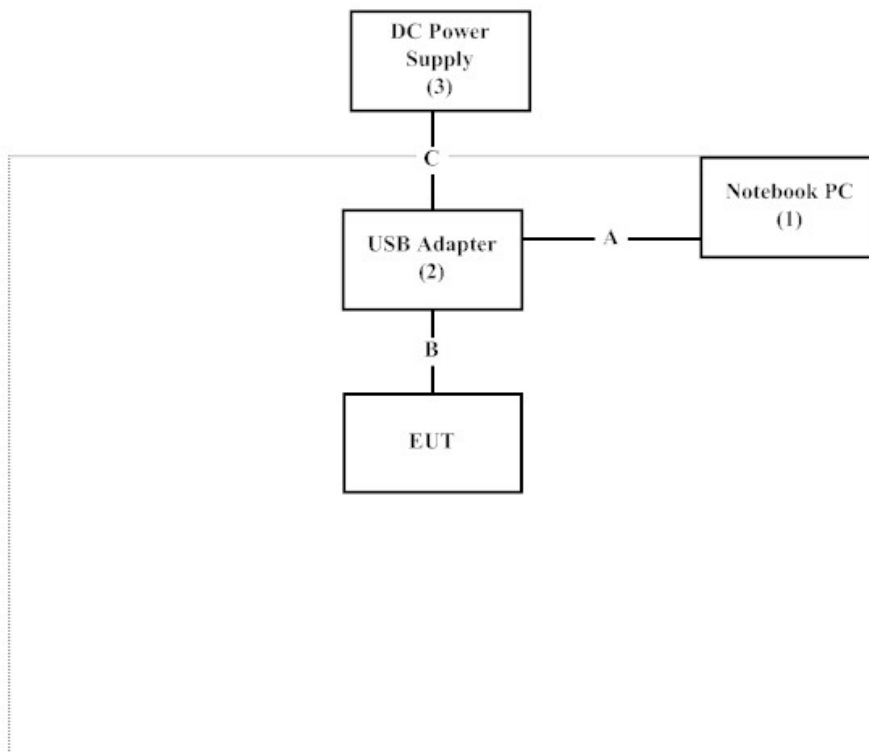 DC Power
Supply
(3)
C
Notebook PC
(1)
A
USB Adapter
(2)
B
EUT